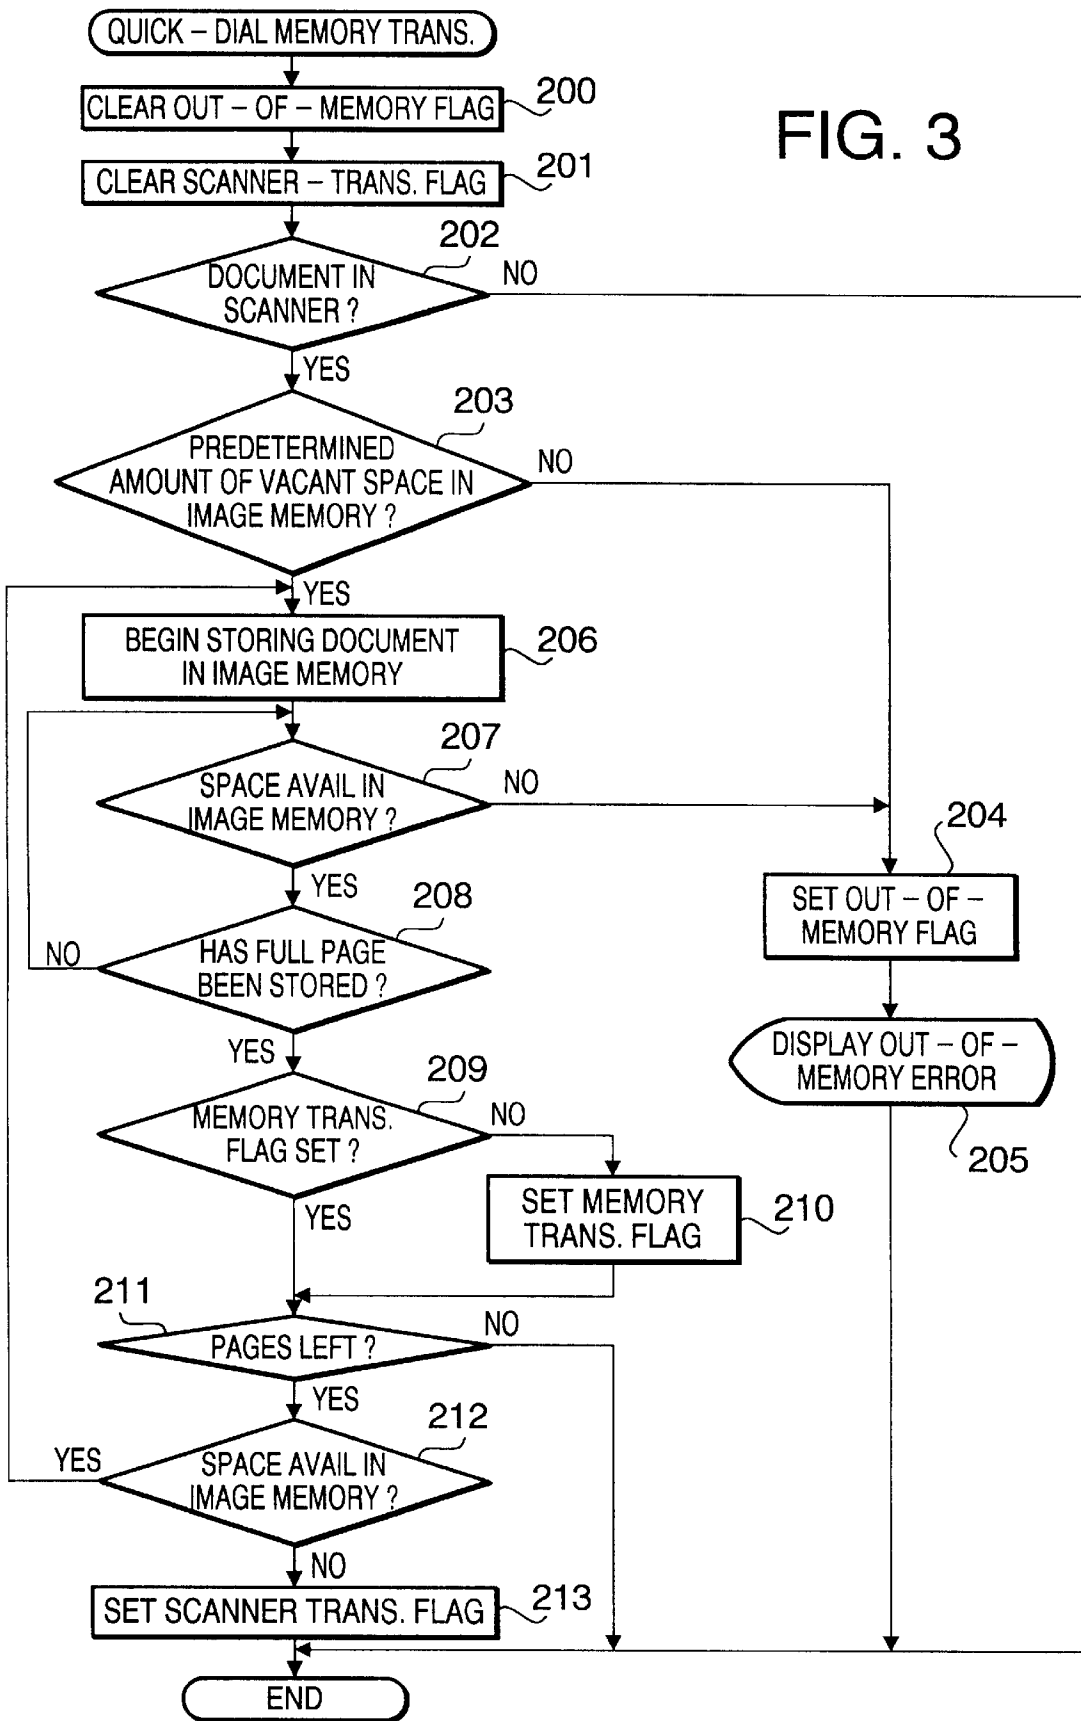 QUICK – DIAL MEMORY TRANS.
CLEAR OUT – OF – MEMORY FLAG
200
FIG. 3
CLEAR SCANNER – TRANS. FLAG
201
202
DOCUMENT IN
SCANNER ?
NO
YES
203
PREDETERMINED
AMOUNT OF VACANT SPACE IN
IMAGE MEMORY ?
NO
YES
BEGIN STORING DOCUMENT
IN IMAGE MEMORY
206
207
SPACE AVAIL IN
IMAGE MEMORY ?
NO
YES
204
SET OUT – OF –
MEMORY FLAG
208
HAS FULL PAGE
BEEN STORED ?
NO
YES
DISPLAY OUT – OF –
MEMORY ERROR
205
209
MEMORY TRANS.
FLAG SET ?
NO
YES
SET MEMORY
TRANS. FLAG
210
211
PAGES LEFT ?
NO
YES
212
SPACE AVAIL IN
IMAGE MEMORY ?
YES
NO
SET SCANNER TRANS. FLAG
213
END